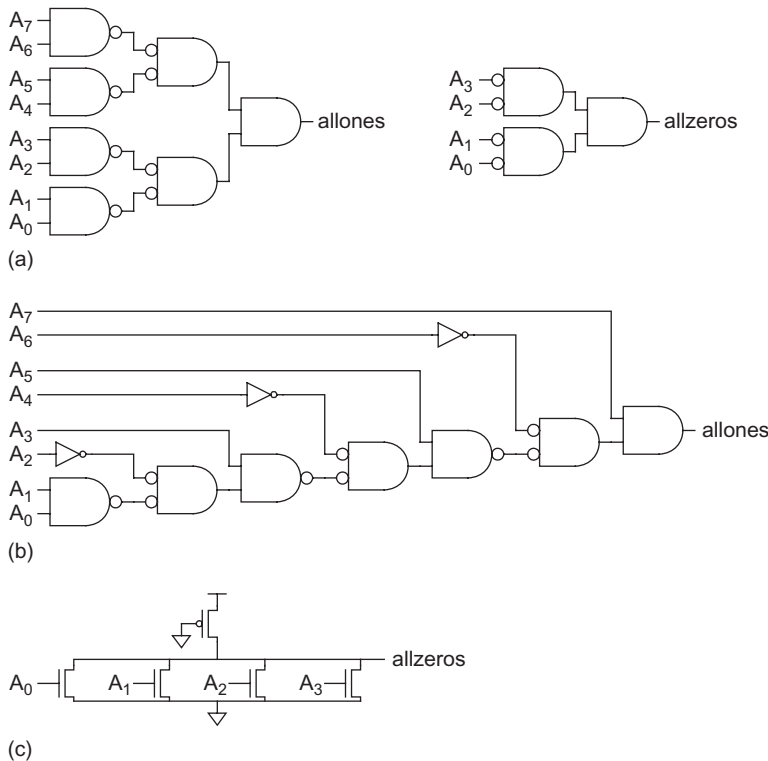 A7
A6
A5
A4
A3
A2
A1
A0
allones
A3
A2
A1
A0
allzeros
(a)
A7
A6
A5
A4
A3
A2
A1
A0
allones
(b)
allzeros
A0 A1 A2 A3
(c)